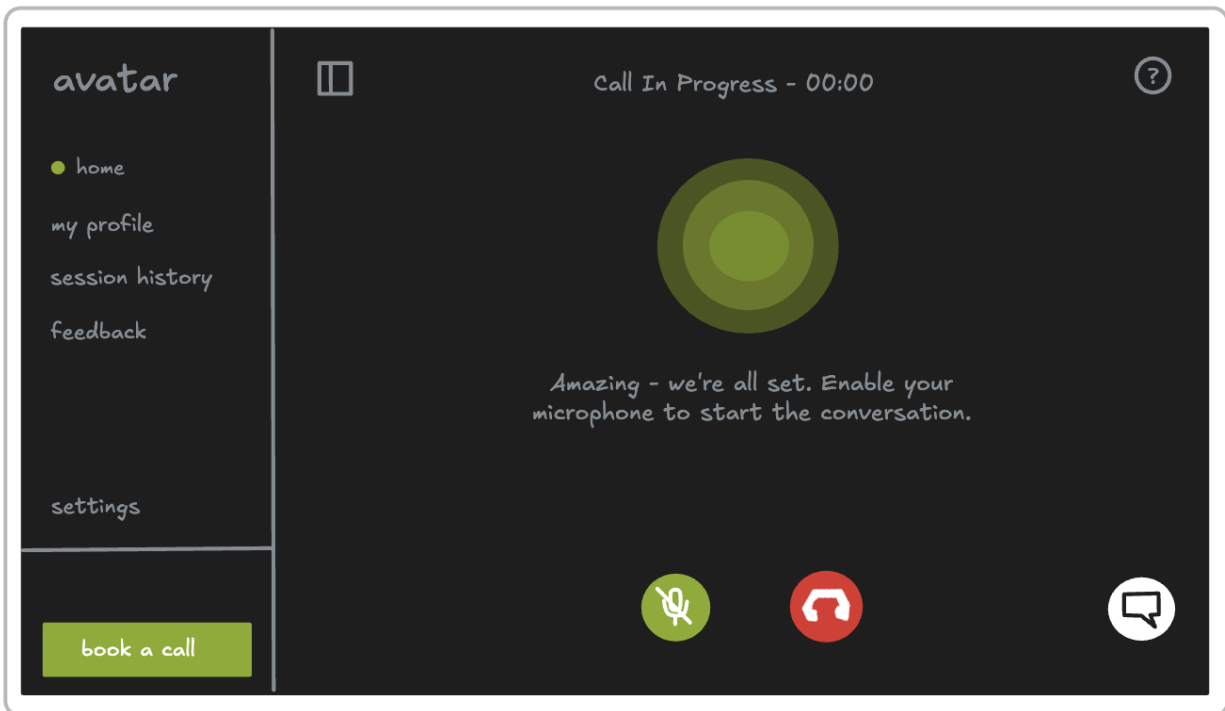 avatar
home
my profile
session history
feedback
settings
book a call
Call In Progress - 00:00
?
Amazing - we're all set. Enable your
microphone to start the conversation.